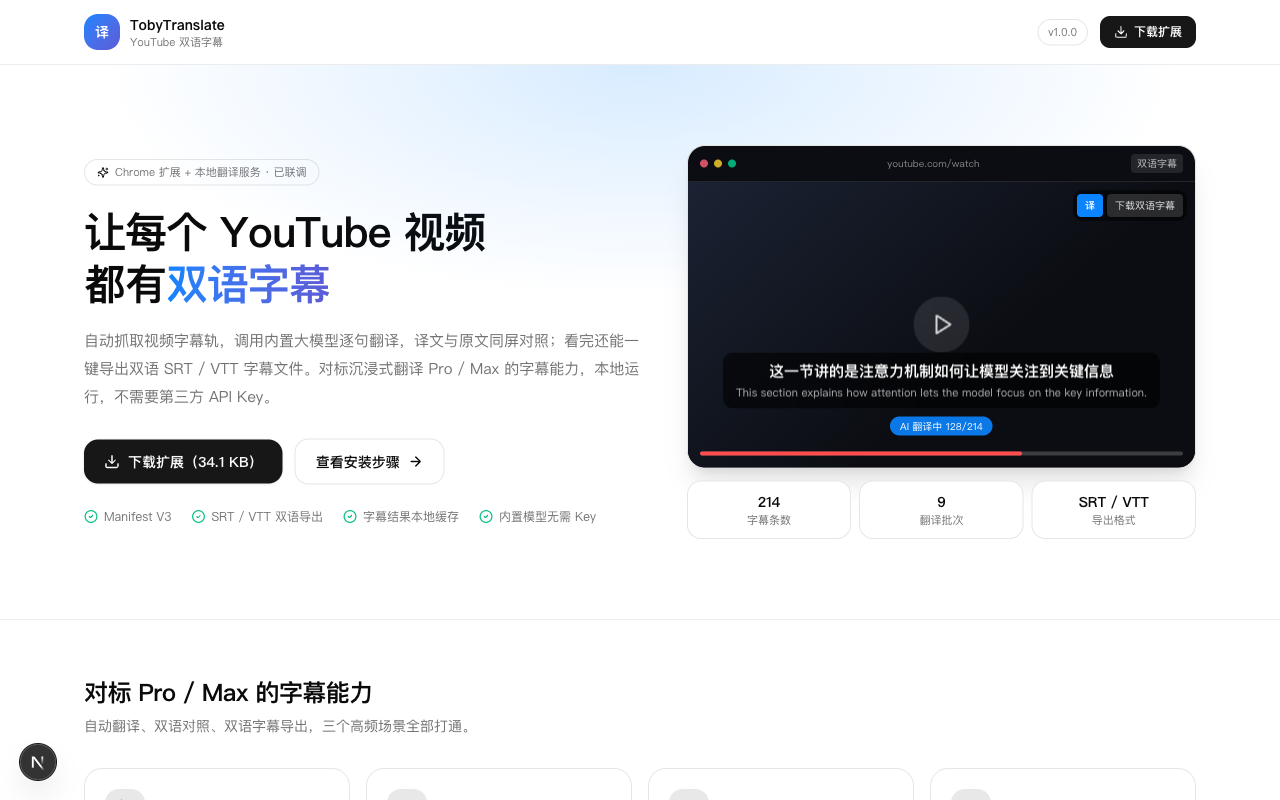 译
TobyTranslate
YouTube 双语字幕
v1.0.0
下载扩展
Chrome 扩展 + 本地翻译服务 · 已联调
让每个 YouTube 视频
都有双语字幕
自动抓取视频字幕轨，调用内置大模型逐句翻译，译文与原文同屏对照；看完还能一
键导出双语 SRT / VTT 字幕文件。对标沉浸式翻译 Pro / Max 的字幕能力，本地运
行，不需要第三方 API Key。
下载扩展（34.1 KB）
查看安装步骤
Manifest V3
SRT / VTT 双语导出
字幕结果本地缓存
内置模型无需 Key
youtube.com/watch
双语字幕
译
下载双语字幕
这一节讲的是注意力机制如何让模型关注到关键信息
This section explains how attention lets the model focus on the key information.
AI 翻译中 128/214
214
字幕条数
9
翻译批次
SRT / VTT
导出格式
对标 Pro / Max 的字幕能力
自动翻译、双语对照、双语字幕导出，三个高频场景全部打通。
N